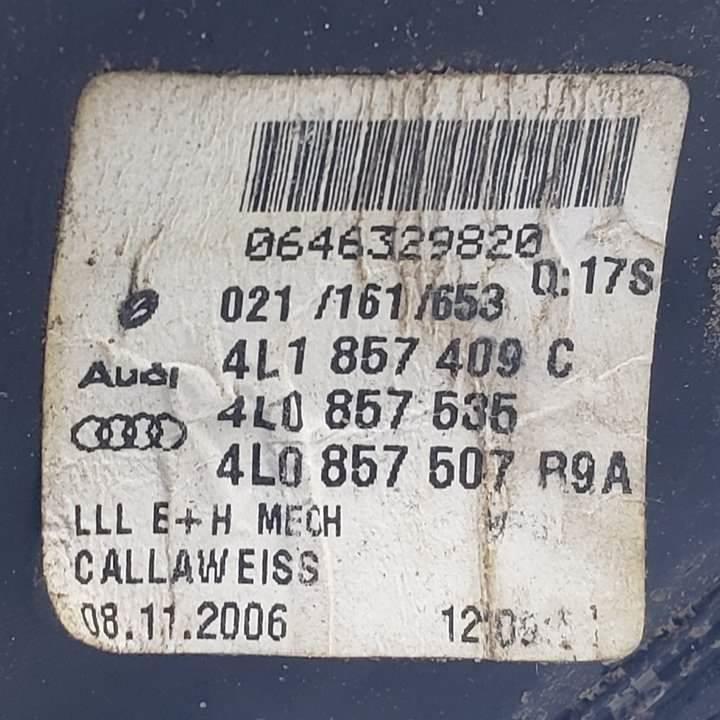 0646329820
Q:17S
021 /161/653
4L1 857 409 C
Audi
4L0 857 535
4L0 857 507 R9A
LLL E+H MECH
CALLAWEISS
08.11.2006